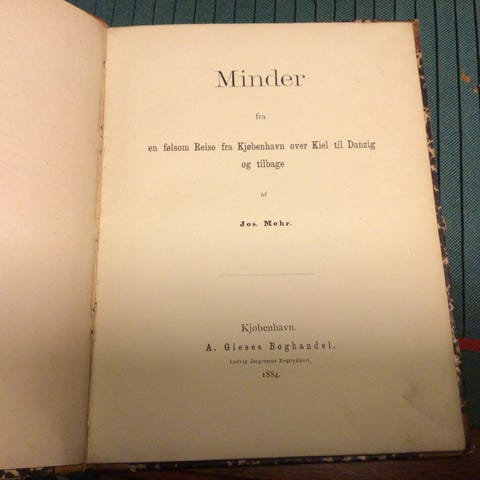 Minder
fra
en følsom Reise fra Kjøbenhavn over Kiel til Danzig
og tilbage
af
Jos. Mohr.
Kjøbenhavn.
A. Gieses Boghandel.
Ludvig Jørgensens Bogtrykkeri,
1884.